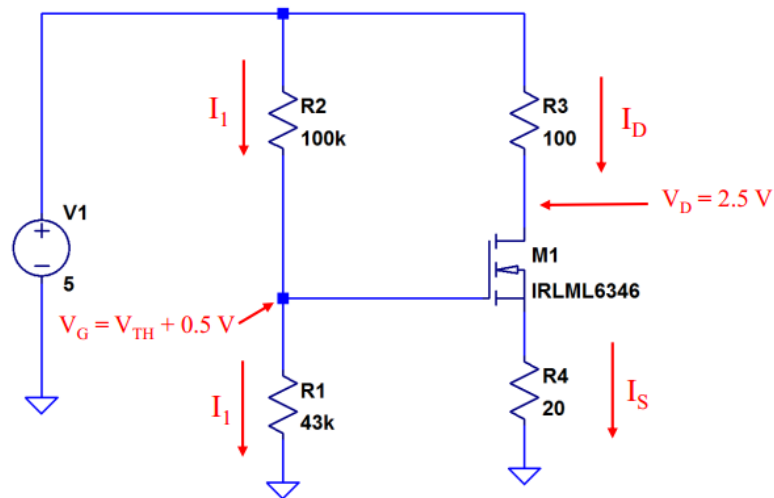 R2
100k
I1
R3
100
ID
VD = 2.5 V
V1
5
M1
IRLML6346
VG = VTH + 0.5 V
R1
43k
I1
R4
20
IS